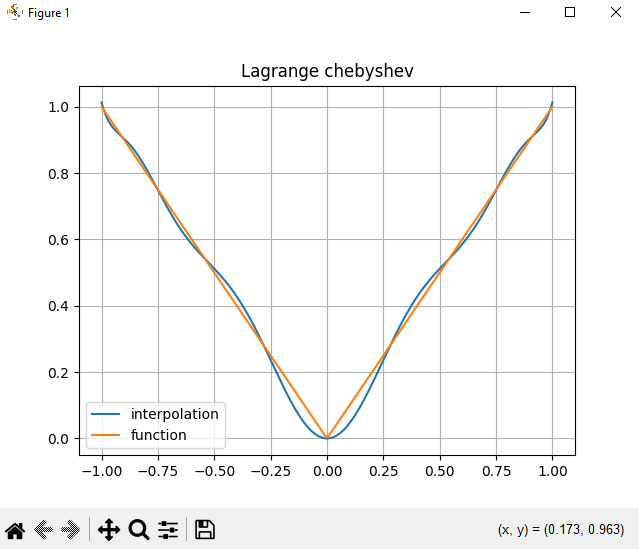 Figure 1
Lagrange chebyshev
1.0
0.8
0.6
0.4
0.2
0.0
interpolation
function
−1.00 −0.75 −0.50 −0.25 0.00 0.25 0.50 0.75 1.00
(x, y) = (0.173, 0.963)